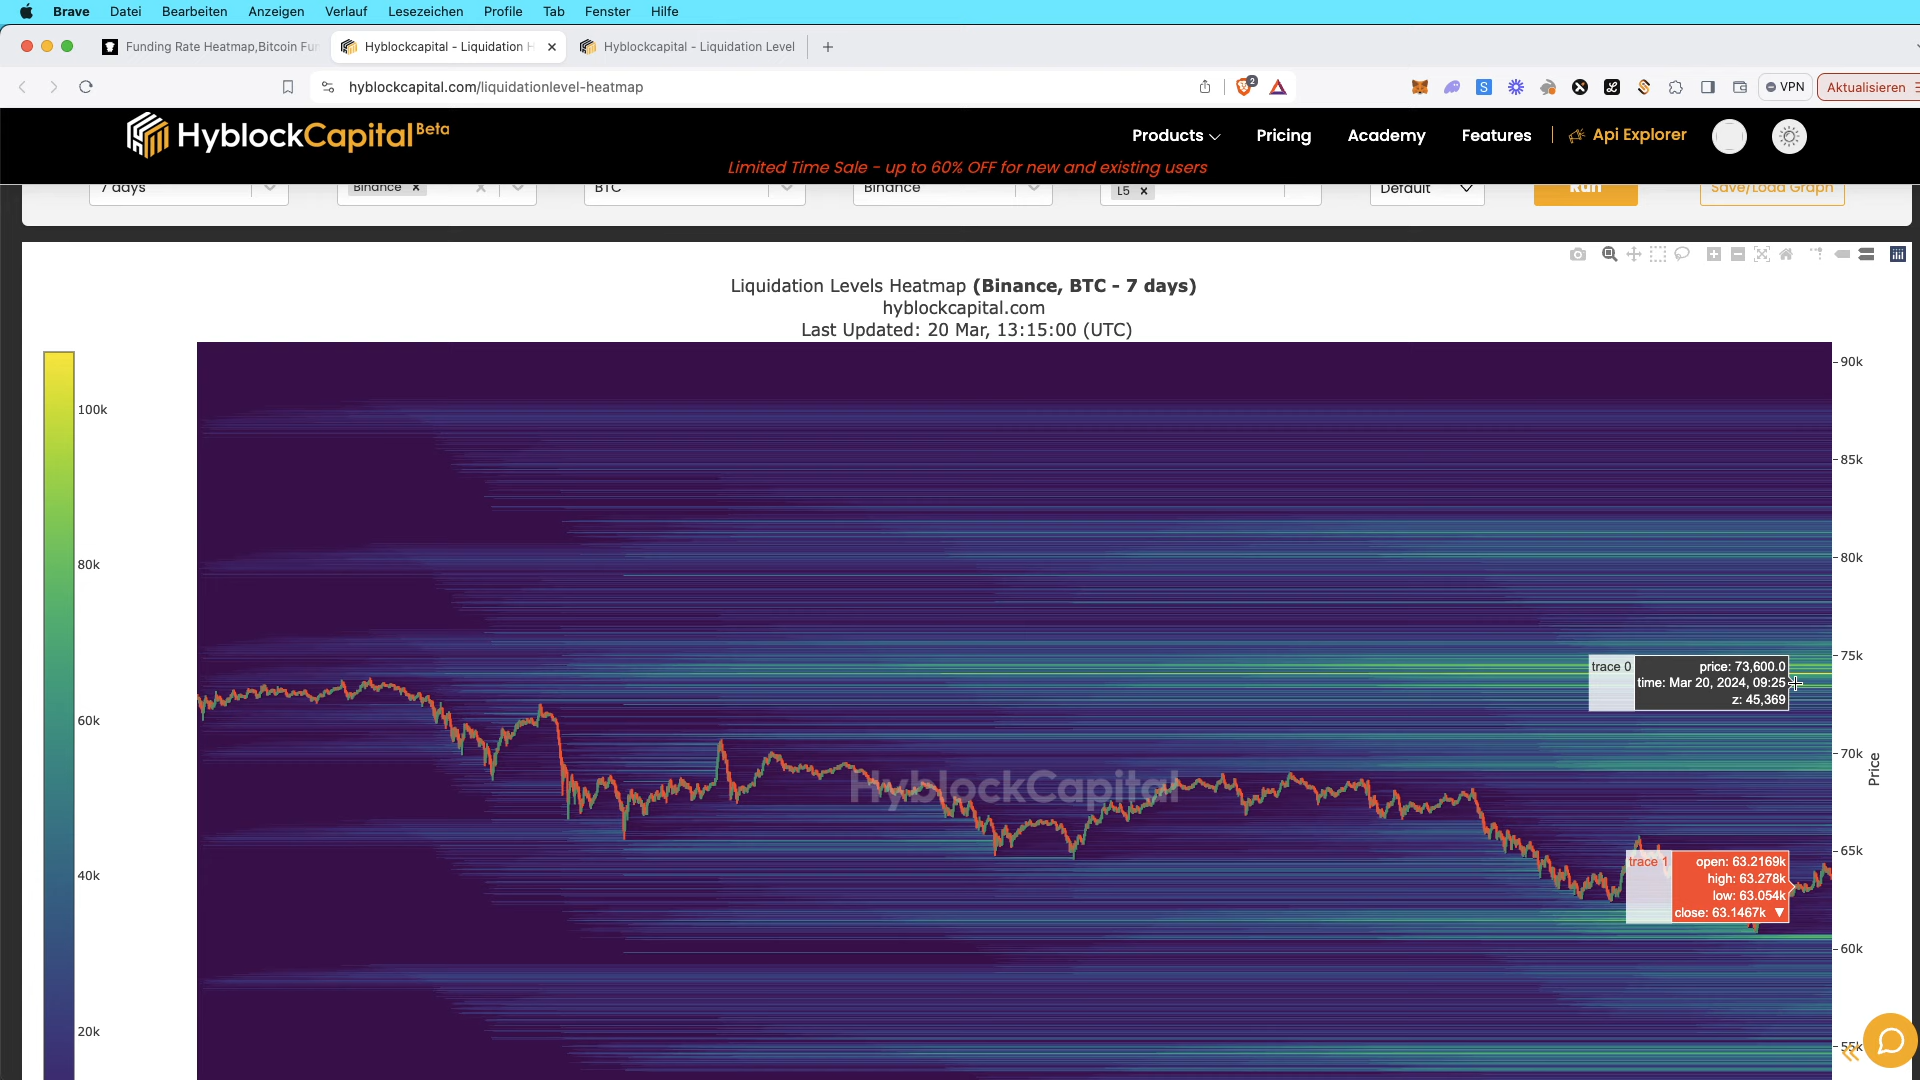 Brave Datei Bearbeiten Anzeigen Verlauf Lesezeichen Profile Tab Fenster Hilfe
Funding Rate Heatmap,Bitcoin Fun
Hyblockcapital - Liquidation H
Hyblockcapital - Liquidation Level
hyblockcapital.com/liquidationlevel-heatmap
2
S
VPN
Aktualisieren
HyblockCapital Beta
Products
Pricing
Academy
Features
Api Explorer
Limited Time Sale - up to 60% OFF for new and existing users
7 days
Binance
BTC
Binance
L5
Default
Run
Save/Load Graph
Liquidation Levels Heatmap (Binance, BTC - 7 days)
hyblockcapital.com
Last Updated: 20 Mar, 13:15:00 (UTC)
100k
80k
60k
40k
20k
90k
85k
80k
75k
70k
65k
60k
55k
Price
HyblockCapital
trace 0
price: 73,600.0
time: Mar 20, 2024, 09:25
z: 45,369
trace 1
open: 63.2169k
high: 63.278k
low: 63.054k
close: 63.1467k ▼